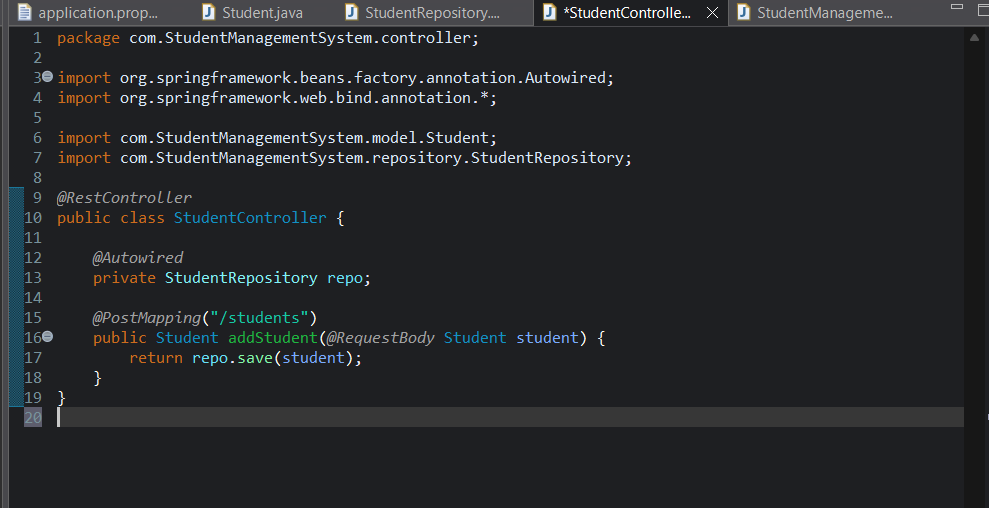 application.prop... Student.java StudentRepository.... *StudentControlle... StudentManageme...
1 package com.StudentManagementSystem.controller;
2
3 import org.springframework.beans.factory.annotation.Autowired;
4 import org.springframework.web.bind.annotation.*;
5
6 import com.StudentManagementSystem.model.Student;
7 import com.StudentManagementSystem.repository.StudentRepository;
8
9 @RestController
10 public class StudentController {
11
12     @Autowired
13     private StudentRepository repo;
14
15     @PostMapping("/students")
16     public Student addStudent(@RequestBody Student student) {
17         return repo.save(student);
18     }
19 }
20